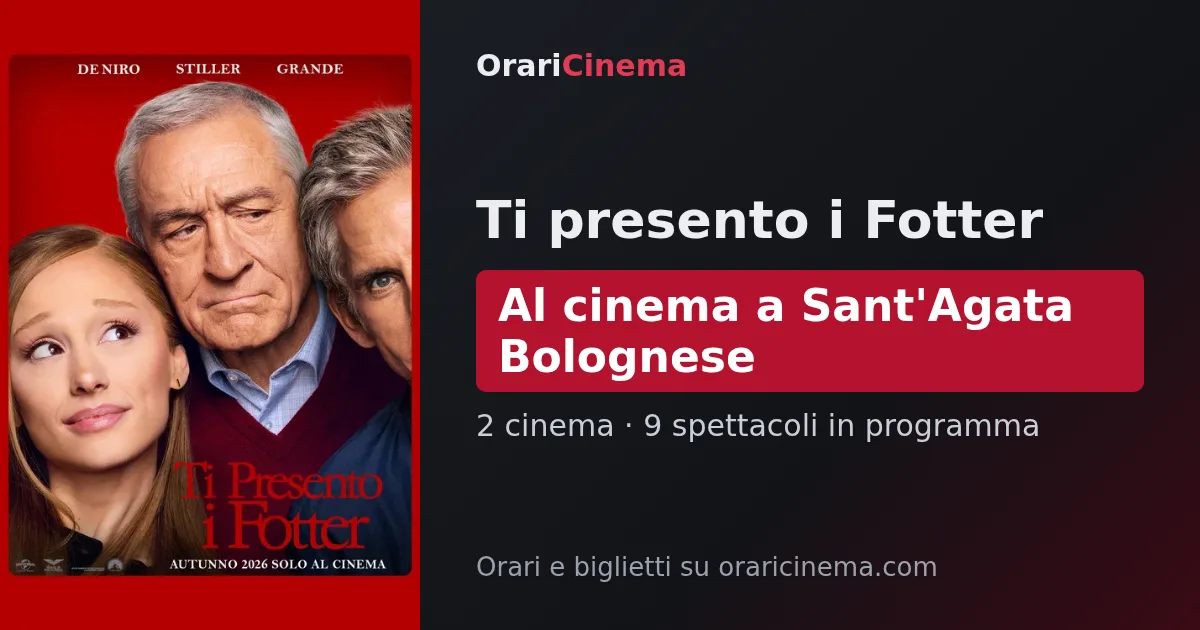 DE NIRO STILLER GRANDE
Ti Presento
i Fotter
AUTUNNO 2026 SOLO AL CINEMA
OrariCinema
Ti presento i Fotter
Al cinema a Sant'Agata
Bolognese
2 cinema · 9 spettacoli in programma
Orari e biglietti su oraricinema.com